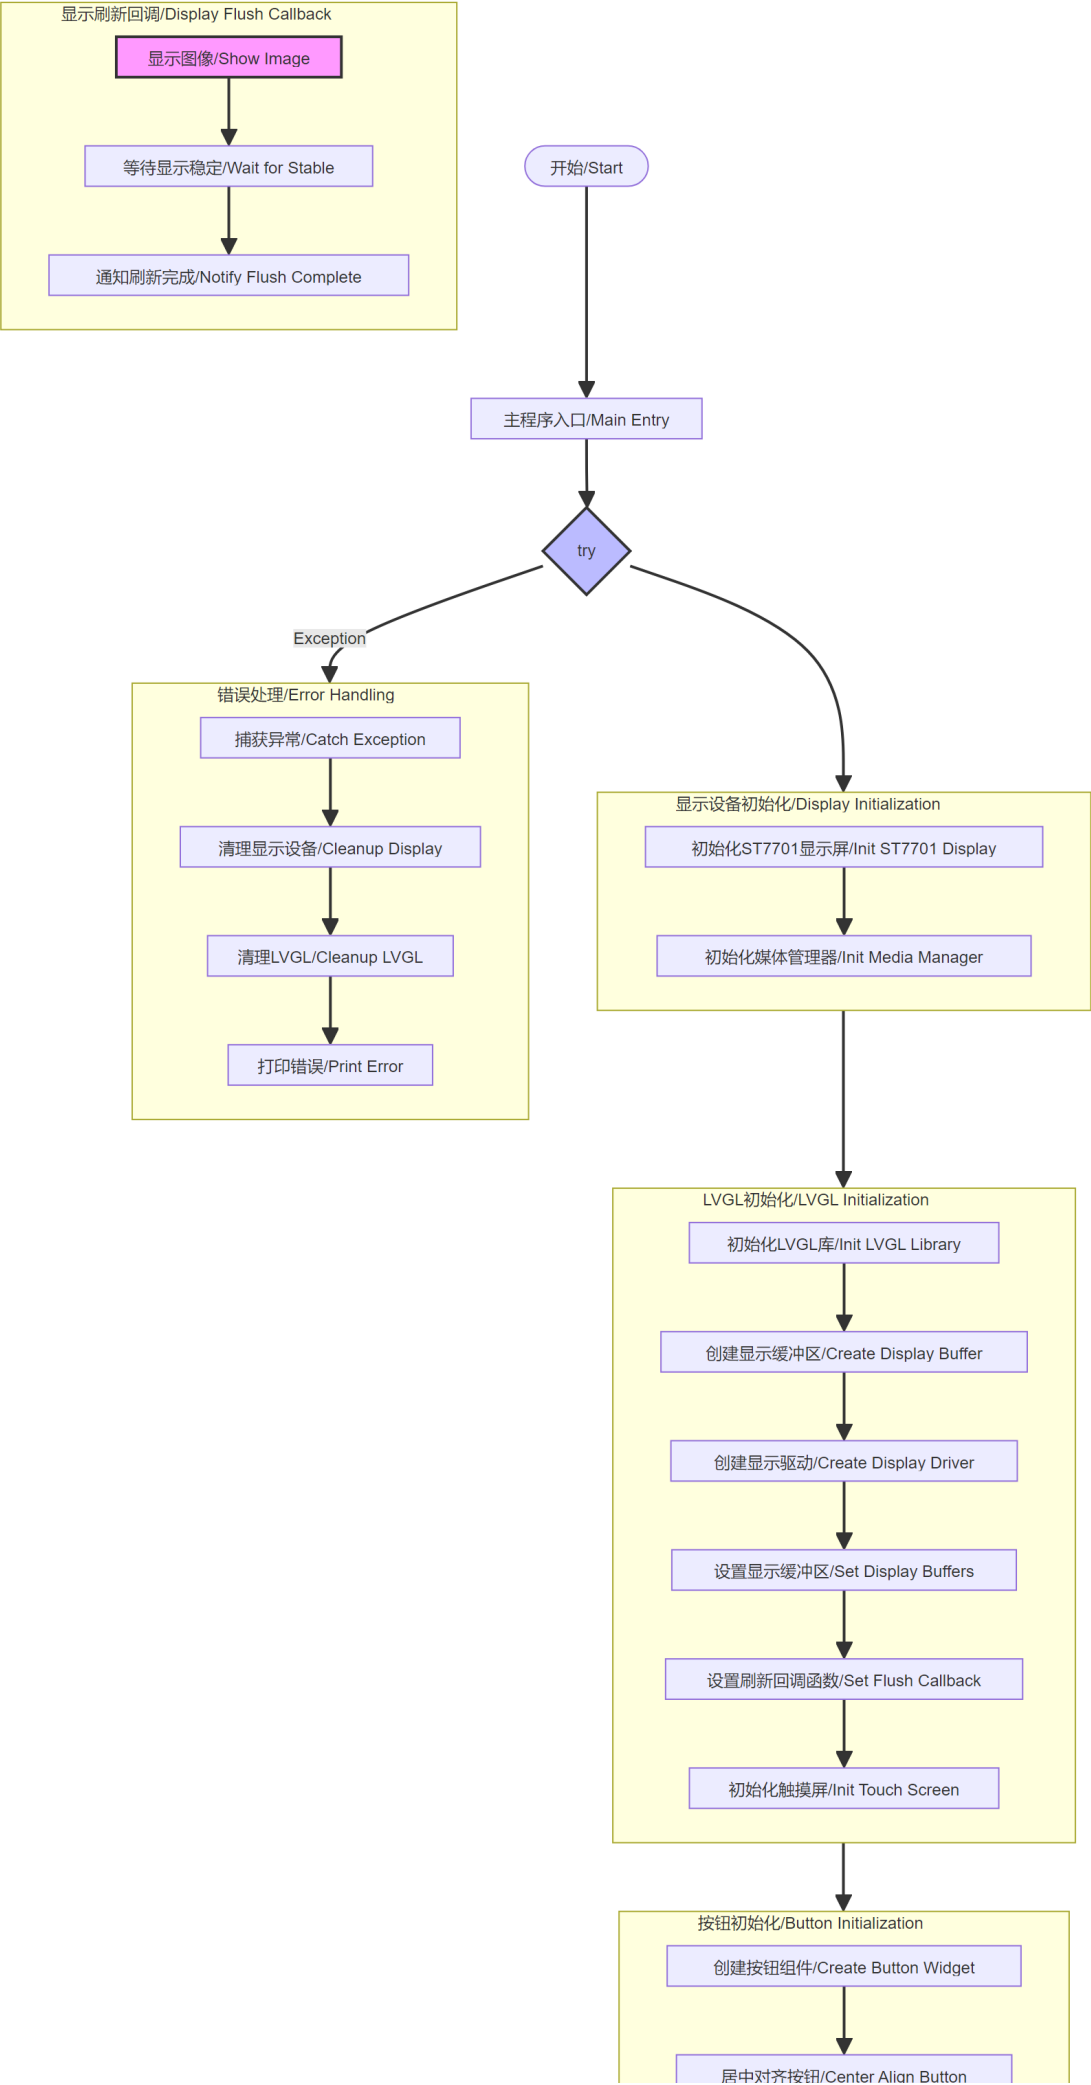 显示刷新回调/Display Flush Callback
显示图像/Show Image
等待显示稳定/Wait for Stable
通知刷新完成/Notify Flush Complete
开始/Start
主程序入口/Main Entry
try
Exception
错误处理/Error Handling
捕获异常/Catch Exception
清理显示设备/Cleanup Display
清理LVGL/Cleanup LVGL
打印错误/Print Error
显示设备初始化/Display Initialization
初始化ST7701显示屏/Init ST7701 Display
初始化媒体管理器/Init Media Manager
LVGL初始化/LVGL Initialization
初始化LVGL库/Init LVGL Library
创建显示缓冲区/Create Display Buffer
创建显示驱动/Create Display Driver
设置显示缓冲区/Set Display Buffers
设置刷新回调函数/Set Flush Callback
初始化触摸屏/Init Touch Screen
按钮初始化/Button Initialization
创建按钮组件/Create Button Widget
居中对齐按钮/Center Align Button